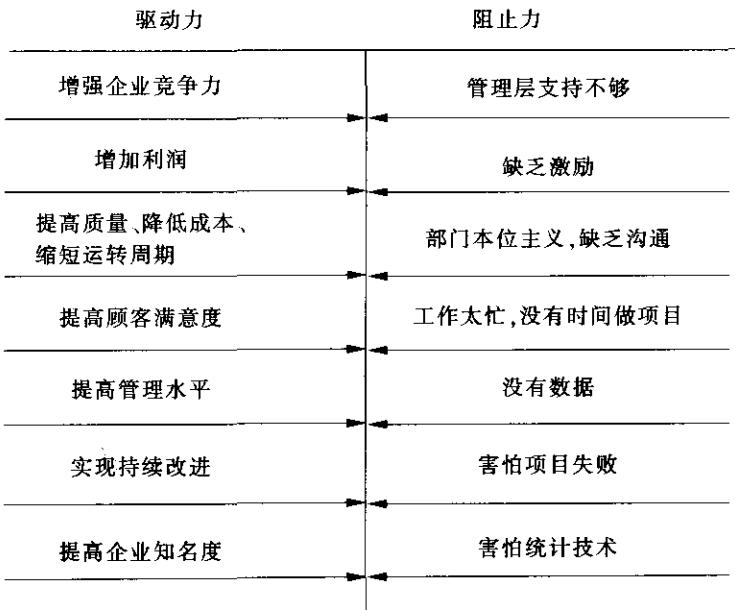 驱动力 阻止力
增强企业竞争力 管理层支持不够
增加利润 缺乏激励
提高质量、降低成本、
缩短运转周期 部门本位主义,缺乏沟通
提高顾客满意度 工作太忙,没有时间做项目
提高管理水平 没有数据
实现持续改进 害怕项目失败
提高企业知名度 害怕统计技术